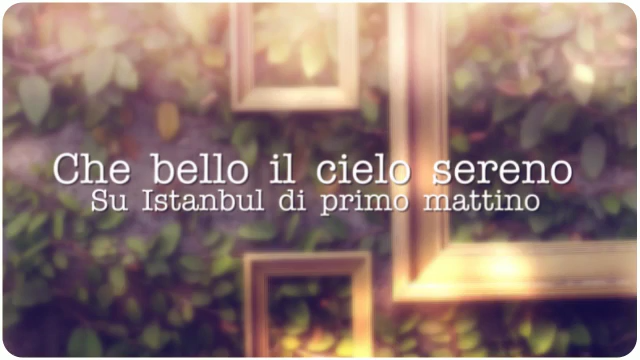 Che bello il cielo sereno
Su Istanbul di primo mattino